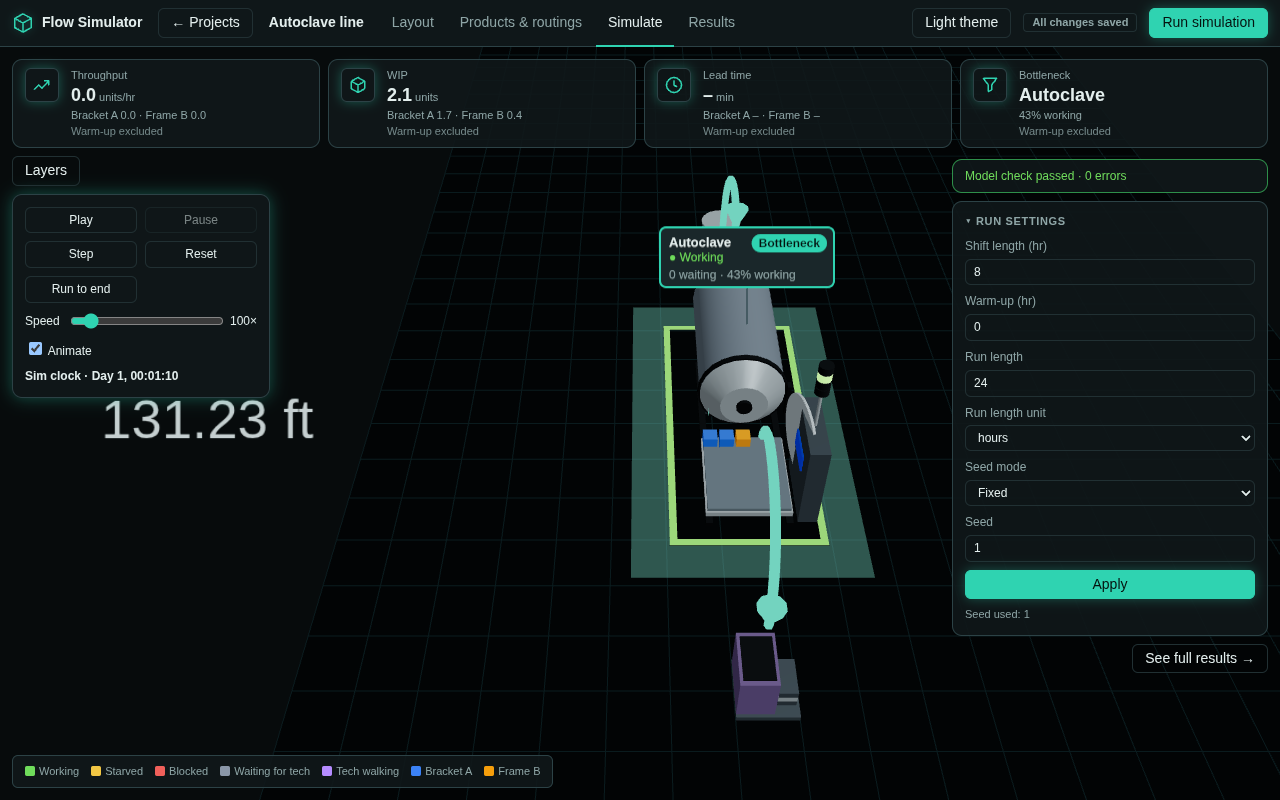 Flow Simulator
← Projects
Autoclave line
Layout
Products & routings
Simulate
Results
Light theme
All changes saved
Run simulation
Throughput
0.0 units/hr
Bracket A 0.0 · Frame B 0.0
Warm-up excluded
WIP
2.1 units
Bracket A 1.7 · Frame B 0.4
Warm-up excluded
Lead time
– min
Bracket A – · Frame B –
Warm-up excluded
Bottleneck
Autoclave
43% working
Warm-up excluded
Layers
Play
Pause
Step
Reset
Run to end
Speed
100×
Animate
Sim clock · Day 1, 00:01:10
131.23 ft
Autoclave
Bottleneck
● Working
0 waiting · 43% working
Model check passed · 0 errors
▾ RUN SETTINGS
Shift length (hr)
8
Warm-up (hr)
0
Run length
24
Run length unit
hours
Seed mode
Fixed
Seed
1
Apply
Seed used: 1
See full results →
Working
Starved
Blocked
Waiting for tech
Tech walking
Bracket A
Frame B